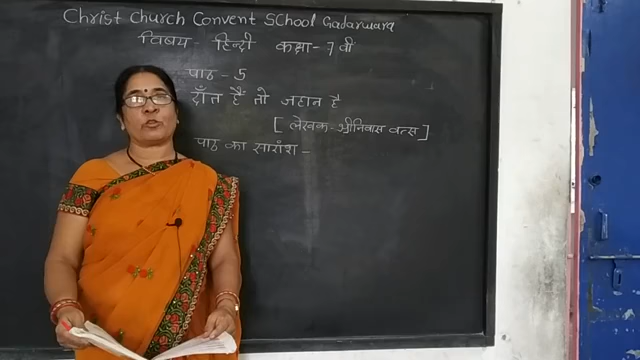 Christ Church Convent School Gadarwara
विषय - हिन्दी कक्षा - 7 वी
पाठ - 5
दाँत हैं तो जहान है
[ लेखक - श्रीनिवास वत्स ]
पाठ का सारांश -